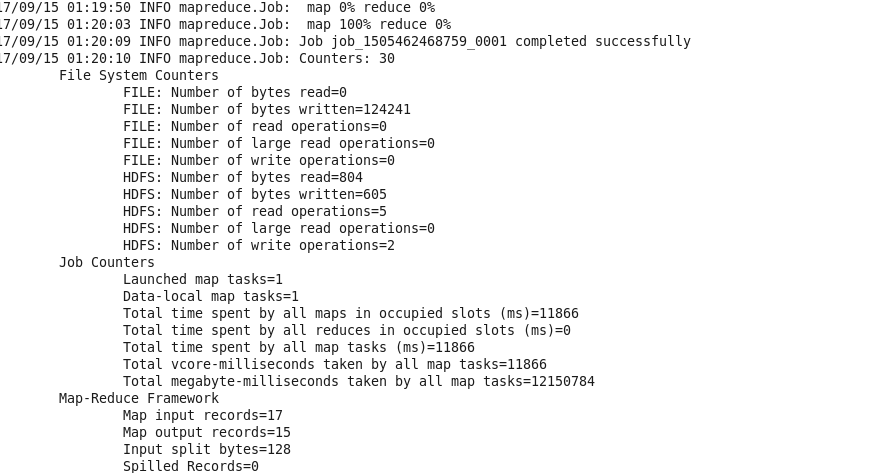 17/09/15 01:19:50 INFO mapreduce.Job:  map 0% reduce 0%
17/09/15 01:20:03 INFO mapreduce.Job:  map 100% reduce 0%
17/09/15 01:20:09 INFO mapreduce.Job: Job job_1505462468759_0001 completed successfully
17/09/15 01:20:10 INFO mapreduce.Job: Counters: 30
File System Counters
FILE: Number of bytes read=0
FILE: Number of bytes written=124241
FILE: Number of read operations=0
FILE: Number of large read operations=0
FILE: Number of write operations=0
HDFS: Number of bytes read=804
HDFS: Number of bytes written=605
HDFS: Number of read operations=5
HDFS: Number of large read operations=0
HDFS: Number of write operations=2
Job Counters
Launched map tasks=1
Data-local map tasks=1
Total time spent by all maps in occupied slots (ms)=11866
Total time spent by all reduces in occupied slots (ms)=0
Total time spent by all map tasks (ms)=11866
Total vcore-milliseconds taken by all map tasks=11866
Total megabyte-milliseconds taken by all map tasks=12150784
Map-Reduce Framework
Map input records=17
Map output records=15
Input split bytes=128
Spilled Records=0